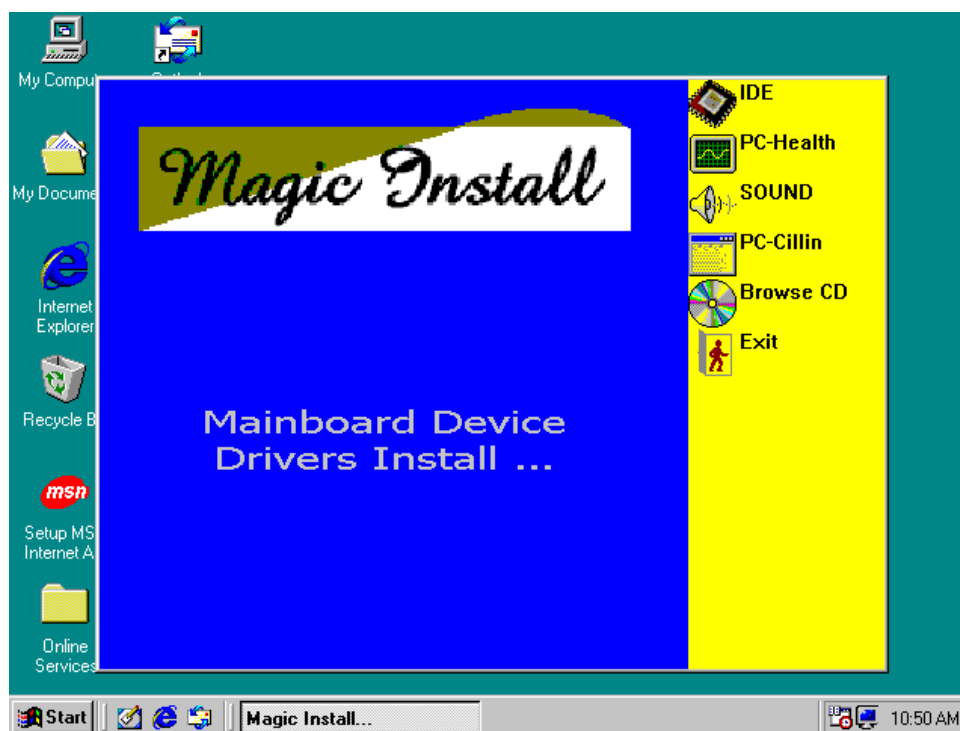 My Comput
Magic Install
Mainboard Device
Drivers Install ...
IDE
PC-Health
SOUND
PC-Cillin
Browse CD
Exit
My Docume
Internet
Explorer
Recycle B
msn
Setup MS
Internet A
Online
Services
Start
Magic Install...
10:50 AM